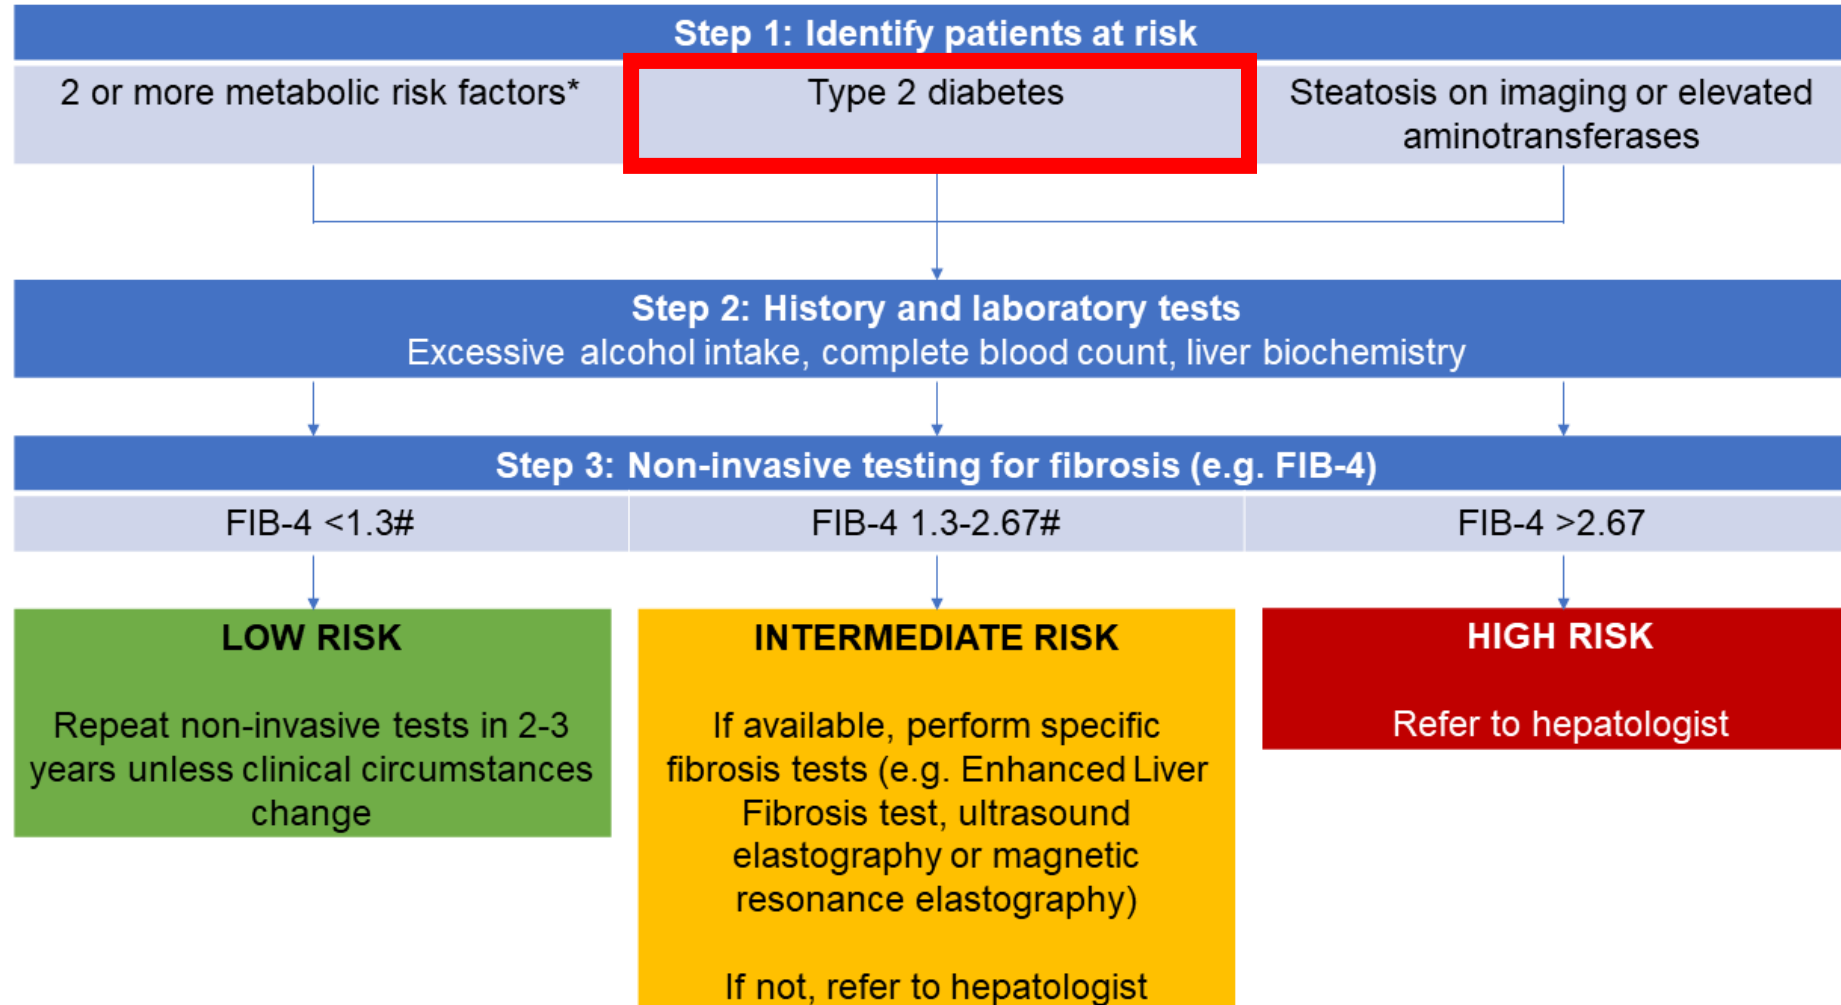 Step 1: Identify patients at risk
2 or more metabolic risk factors*
Type 2 diabetes
Steatosis on imaging or elevated
aminotransferases
Step 2: History and laboratory tests
Excessive alcohol intake, complete blood count, liver biochemistry
Step 3: Non-invasive testing for fibrosis (e.g. FIB-4)
FIB-4 <1.3#
FIB-4 1.3-2.67#
FIB-4 >2.67
LOW RISK
Repeat non-invasive tests in 2-3
years unless clinical circumstances
change
INTERMEDIATE RISK
If available, perform specific
fibrosis tests (e.g. Enhanced Liver
Fibrosis test, ultrasound
elastography or magnetic
resonance elastography)
If not, refer to hepatologist
HIGH RISK
Refer to hepatologist